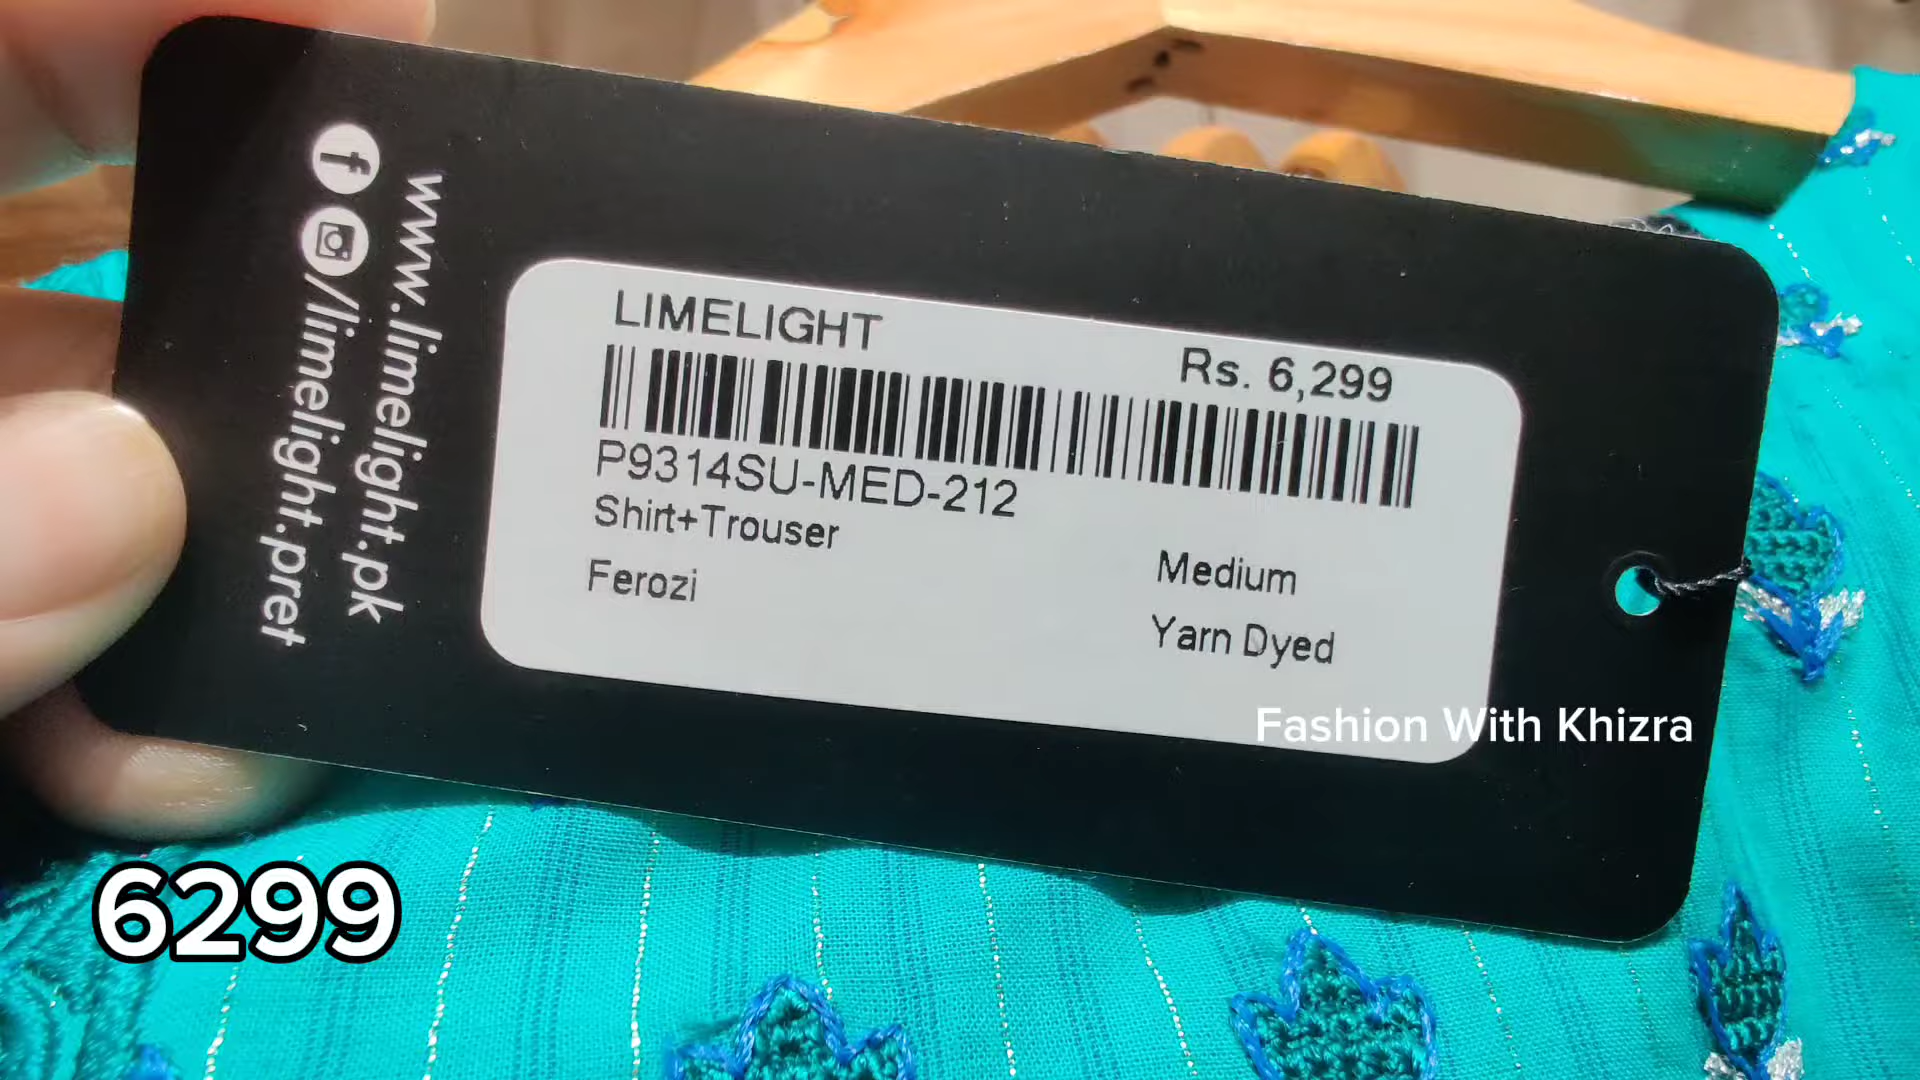 www.limelight.pk
/limelight.pret
LIMELIGHT
Rs. 6,299
P9314SU-MED-212
Shirt+Trouser
Medium
Ferozi
Yarn Dyed
Fashion With Khizra
6299